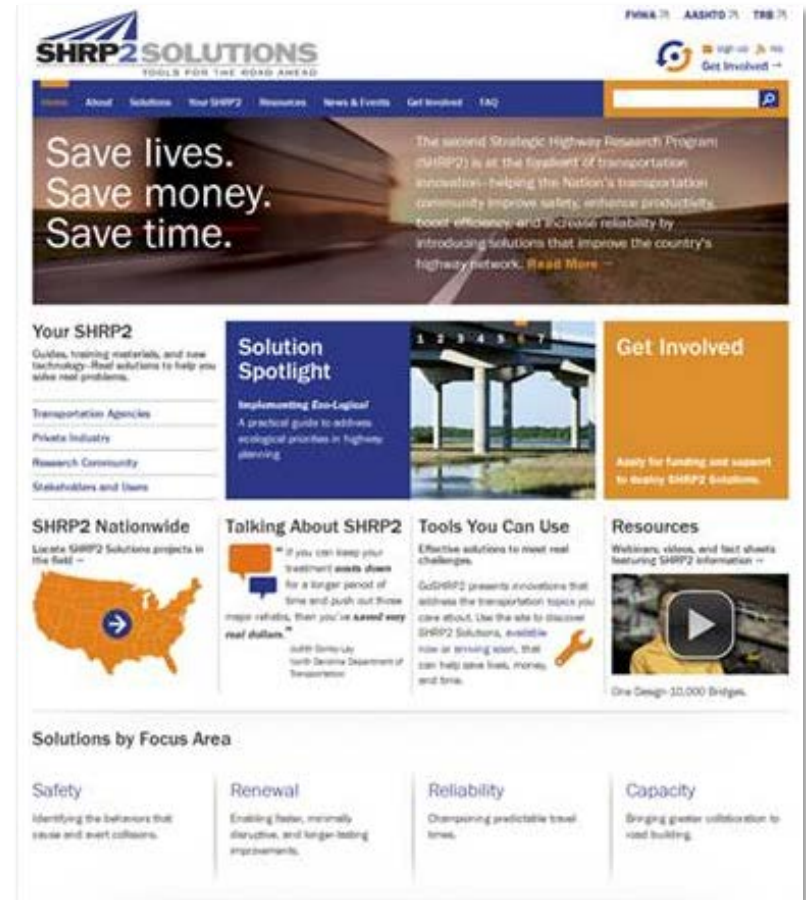 FHWA AASHTO TRB
SHRP2SOLUTIONS
TOOLS FOR THE ROAD AHEAD
sign up
Get Involved →
Home About Solutions Your SHRP2 Resources News & Events Get Involved FAQ
Save lives.
Save money.
Save time.
The second Strategic Highway Research Program
(SHRP2) is at the forefront of transportation
innovation—helping the Nation's transportation
community improve safety, enhance productivity,
boost efficiency, and increase reliability by
introducing solutions that improve the country's
highway network. Read More →
Your SHRP2
Guides, training materials, and new
technology—Real solutions to help you
solve real problems.
Transportation Agencies
Private Industry
Research Community
Stakeholders and Users
Solution
Spotlight
Implementing Eco-Logical
A practical guide to address
ecological priorities in highway
planning
1 2 3 4 5 6 7
Get Involved
Apply for funding and support
to deploy SHRP2 Solutions.
SHRP2 Nationwide
Locate SHRP2 Solutions projects in
the field →
Talking About SHRP2
"If you can keep your
treatment costs down
for a longer period of
time and push out those
major rehabs, then you've saved very
real dollars."
North Carolina Department of
Transportation
Tools You Can Use
Effective solutions to meet real
challenges.
GoSHRP2 presents innovations that
address the transportation topics you
care about. Use the site to discover
SHRP2 Solutions, available
now or arriving soon, that
can help save lives, money,
and time.
Resources
Webinars, videos, and fact sheets
featuring SHRP2 information →
One Design 10,000 Bridges.
Solutions by Focus Area
Safety
Identifying the behaviors that
cause and avert collisions.
Renewal
Enabling faster, minimally
disruptive, and longer-lasting
improvements.
Reliability
Championing predictable travel
times.
Capacity
Bringing greater collaboration to
road building.